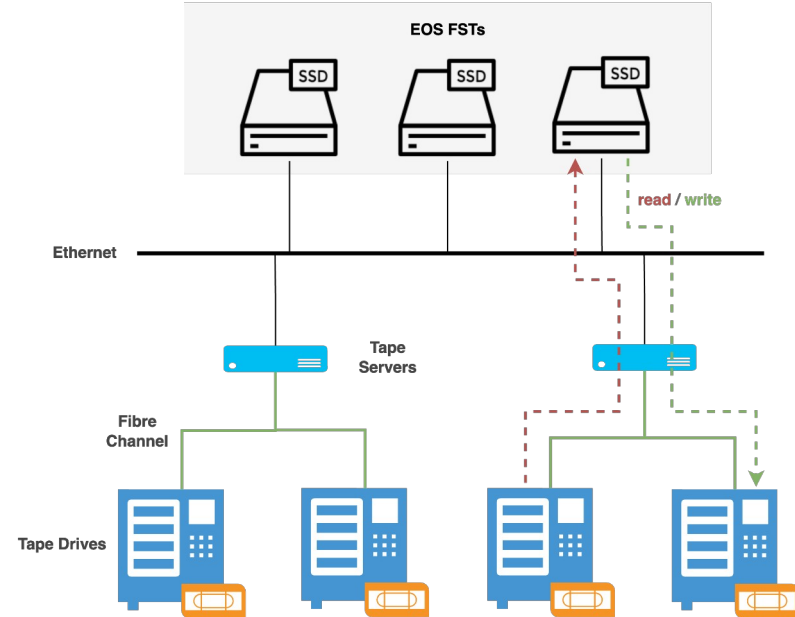 EOS FSTs
SSD
SSD
SSD
read / write
Ethernet
Tape
Servers
Fibre
Channel
Tape Drives